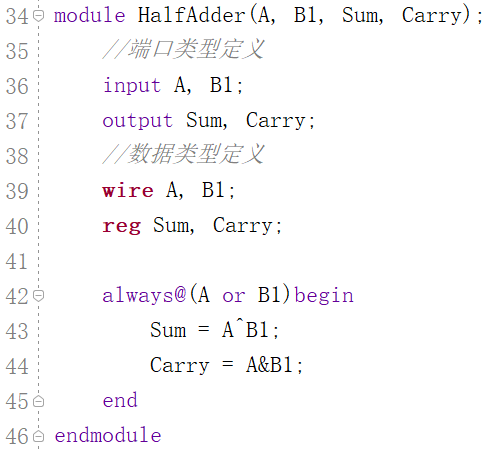 34 module HalfAdder(A, B1, Sum, Carry);
35     //端口类型定义
36     input A, B1;
37     output Sum, Carry;
38     //数据类型定义
39     wire A, B1;
40     reg Sum, Carry;
41
42     always@(A or B1)begin
43         Sum = A^B1;
44         Carry = A&B1;
45     end
46 endmodule